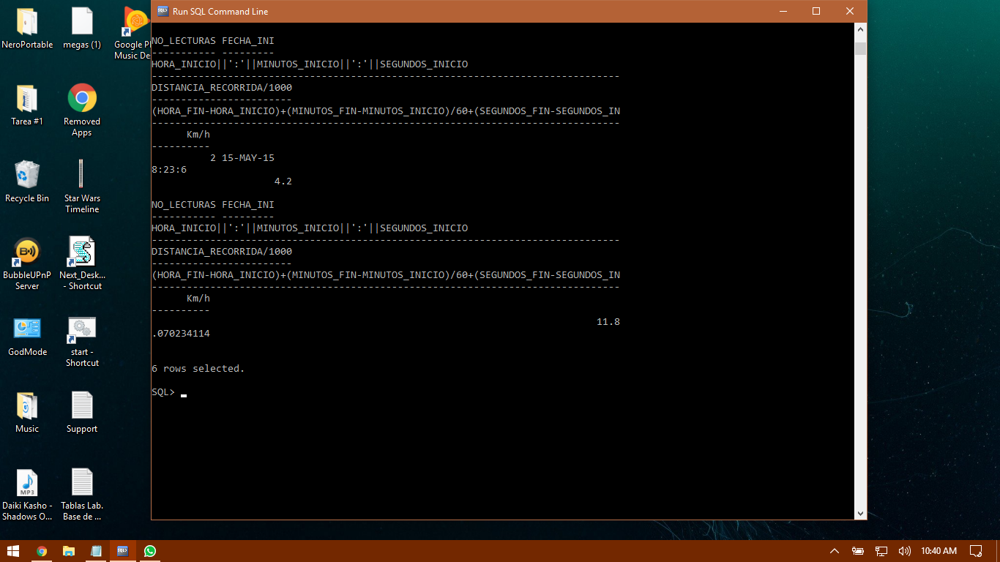 NeroPortable
megas (1)
Google Pl
Music De
Tarea #1
Removed
Apps
Recycle Bin
Star Wars
Timeline
BubbleUPnP
Server
Next_Desk...
- Shortcut
GodMode
start -
Shortcut
Music
Support
MP3
Daiki Kasho -
Shadows O...
Tablas Lab.
Base de ...
SQL> Run SQL Command Line
NO_LECTURAS FECHA_INI
----------- ---------
HORA_INICIO||':'||MINUTOS_INICIO||':'||SEGUNDOS_INICIO
--------------------------------------------------------------------------------
DISTANCIA_RECORRIDA/1000
------------------------
(HORA_FIN-HORA_INICIO)+(MINUTOS_FIN-MINUTOS_INICIO)/60+(SEGUNDOS_FIN-SEGUNDOS_IN
--------------------------------------------------------------------------------
      Km/h
----------
          2 15-MAY-15
8:23:6
                     4.2
NO_LECTURAS FECHA_INI
----------- ---------
HORA_INICIO||':'||MINUTOS_INICIO||':'||SEGUNDOS_INICIO
--------------------------------------------------------------------------------
DISTANCIA_RECORRIDA/1000
------------------------
(HORA_FIN-HORA_INICIO)+(MINUTOS_FIN-MINUTOS_INICIO)/60+(SEGUNDOS_FIN-SEGUNDOS_IN
--------------------------------------------------------------------------------
      Km/h
----------
                                                                            11.8
.070234114
6 rows selected.
SQL>
SQL>
10:40 AM